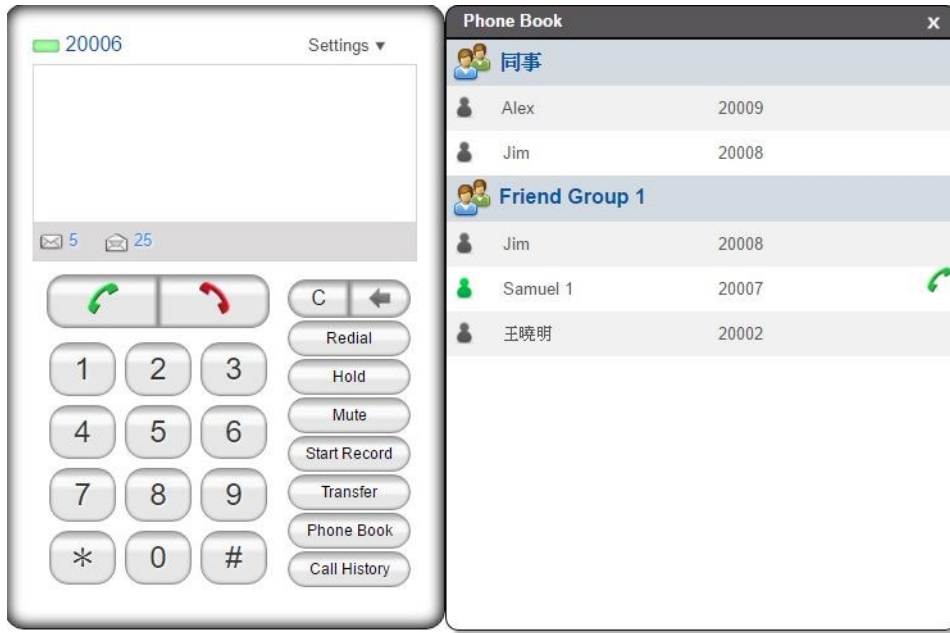 20006 Settings ▼
5 25
C
Redial
1 2 3
Hold
Mute
4 5 6
Start Record
7 8 9
Transfer
Phone Book
* 0 #
Call History
Phone Book x
同事
Alex 20009
Jim 20008
Friend Group 1
Jim 20008
Samuel 1 20007
王曉明 20002